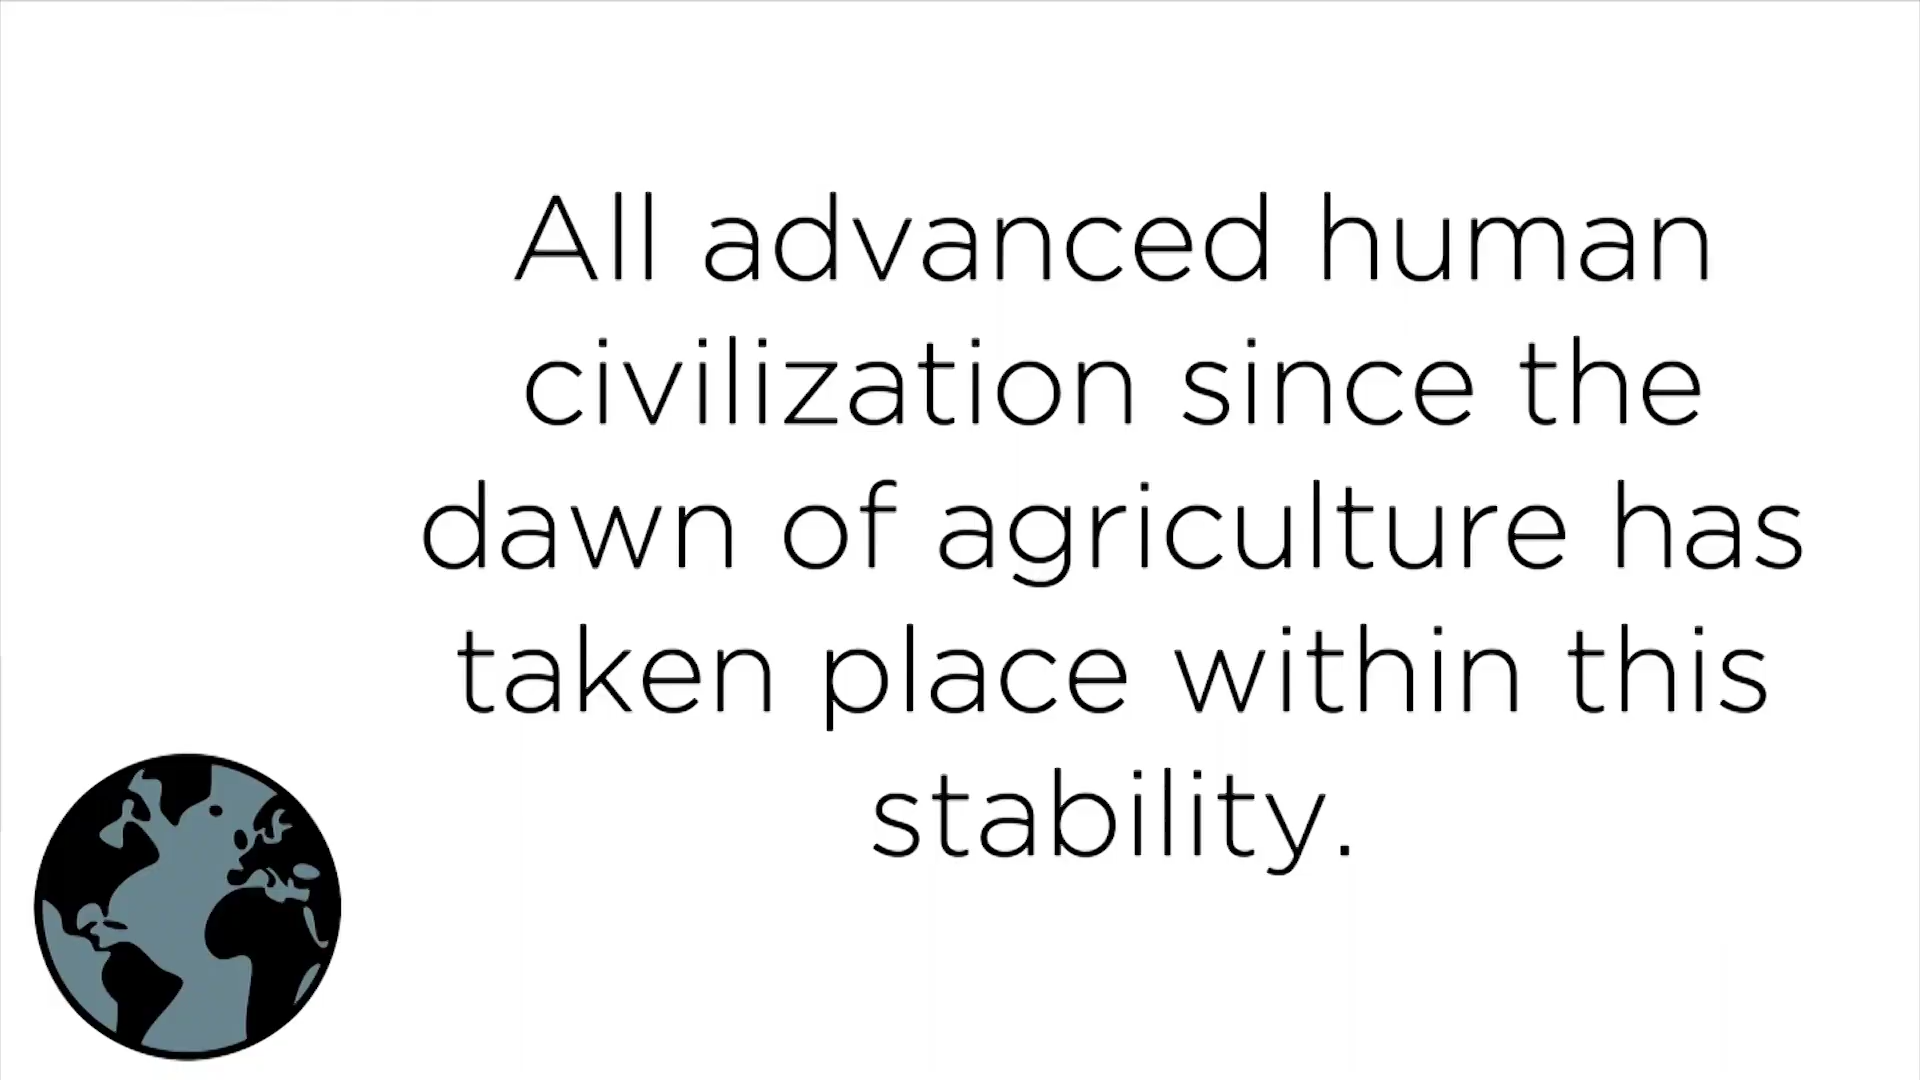 All advanced human
civilization since the
dawn of agriculture has
taken place within this
stability.